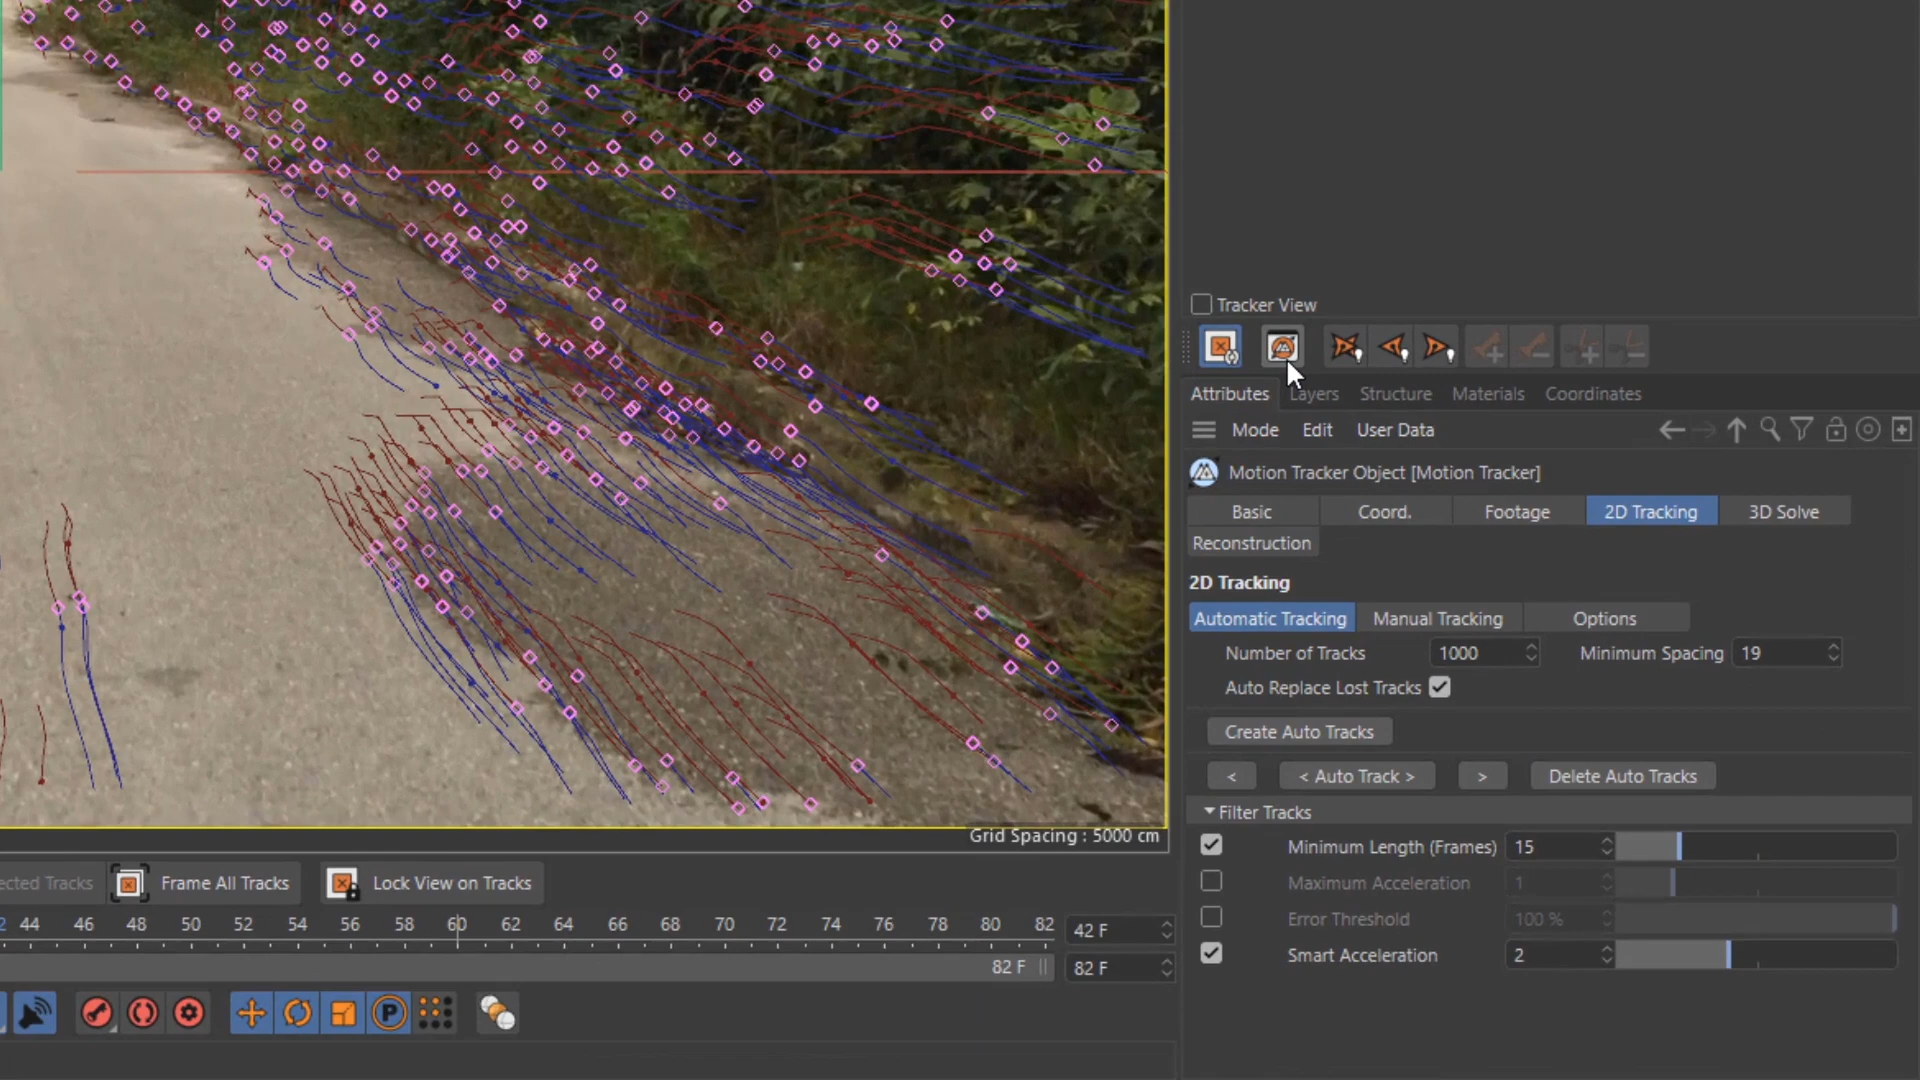 Tracker View
Attributes Layers Structure Materials Coordinates
Mode Edit User Data
Motion Tracker Object [Motion Tracker]
Basic Coord. Footage 2D Tracking 3D Solve
Reconstruction
2D Tracking
Automatic Tracking Manual Tracking Options
Number of Tracks 1000 Minimum Spacing 19
Auto Replace Lost Tracks
Create Auto Tracks
< < Auto Track > > Delete Auto Tracks
Filter Tracks
Minimum Length (Frames) 15
Maximum Acceleration 1
Error Threshold 100 %
Smart Acceleration 2
Grid Spacing : 5000 cm
ected Tracks Frame All Tracks Lock View on Tracks
2 44 46 48 50 52 54 56 58 60 62 64 66 68 70 72 74 76 78 80 82 42 F
82 F 82 F
P